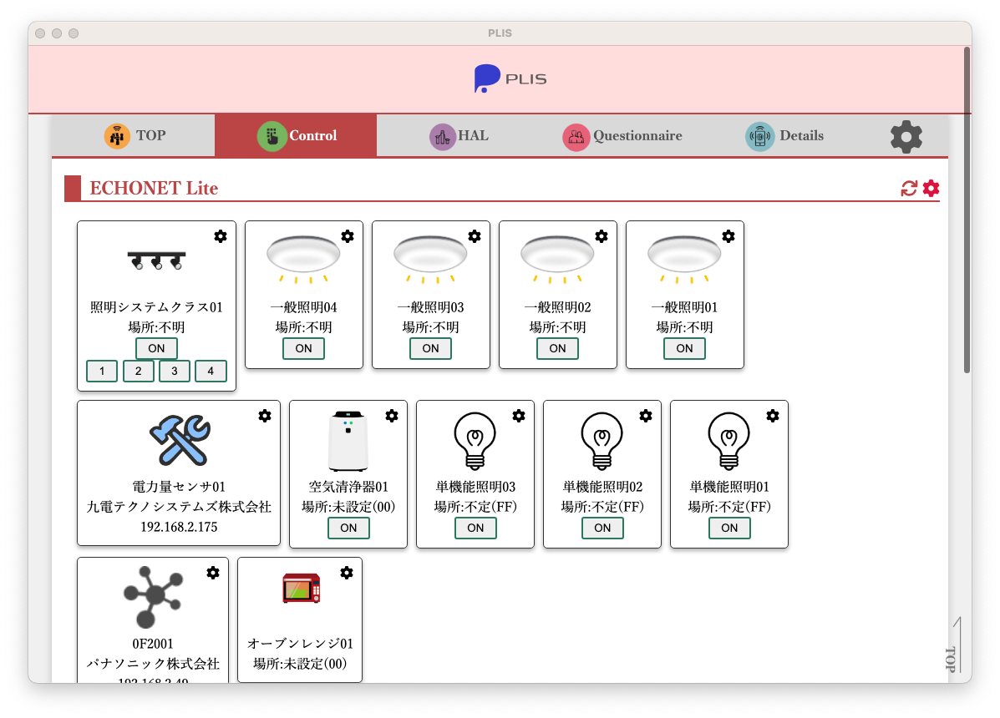 PLIS
PLIS
TOP
Control
HAL
Questionnaire
Details
ECHONET Lite
照明システムクラス01
場所:不明
ON
1 2 3 4
一般照明04
場所:不明
ON
一般照明03
場所:不明
ON
一般照明02
場所:不明
ON
一般照明01
場所:不明
ON
電力量センサ01
九電テクノシステムズ株式会社
192.168.2.175
空気清浄器01
場所:未設定(00)
ON
単機能照明03
場所:不定(FF)
ON
単機能照明02
場所:不定(FF)
ON
単機能照明01
場所:不定(FF)
ON
0F2001
パナソニック株式会社
オーブンレンジ01
場所:未設定(00)
TOP